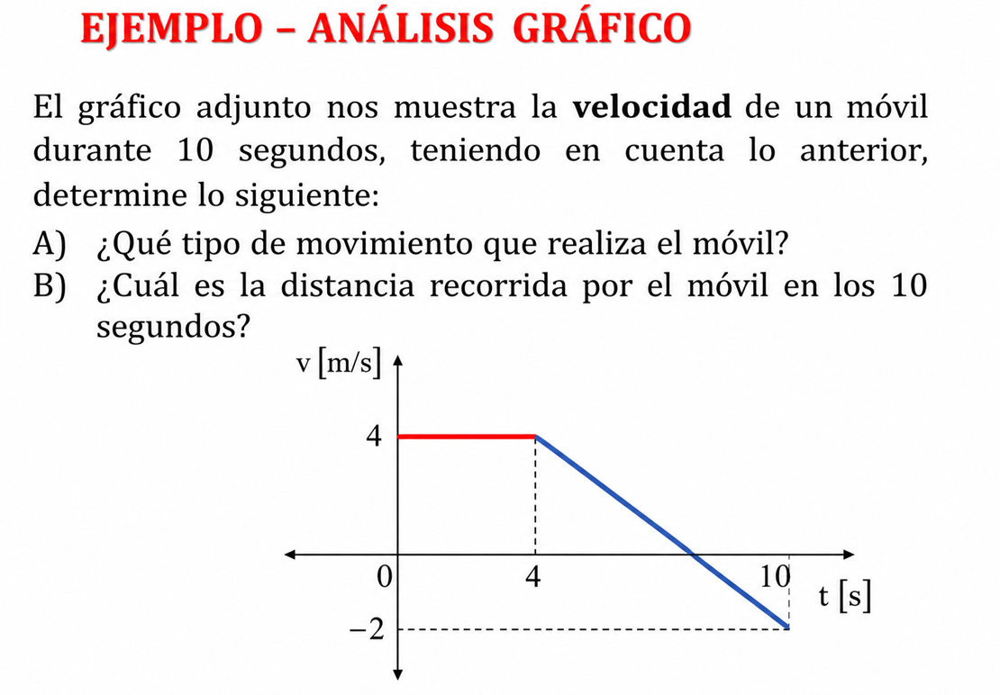 EJEMPLO – ANÁLISIS GRÁFICO
El gráfico adjunto nos muestra la velocidad de un móvil
durante 10 segundos, teniendo en cuenta lo anterior,
determine lo siguiente:
A) ¿Qué tipo de movimiento que realiza el móvil?
B) ¿Cuál es la distancia recorrida por el móvil en los 10
segundos?
v [m/s]
4
0
4
10
t [s]
−2